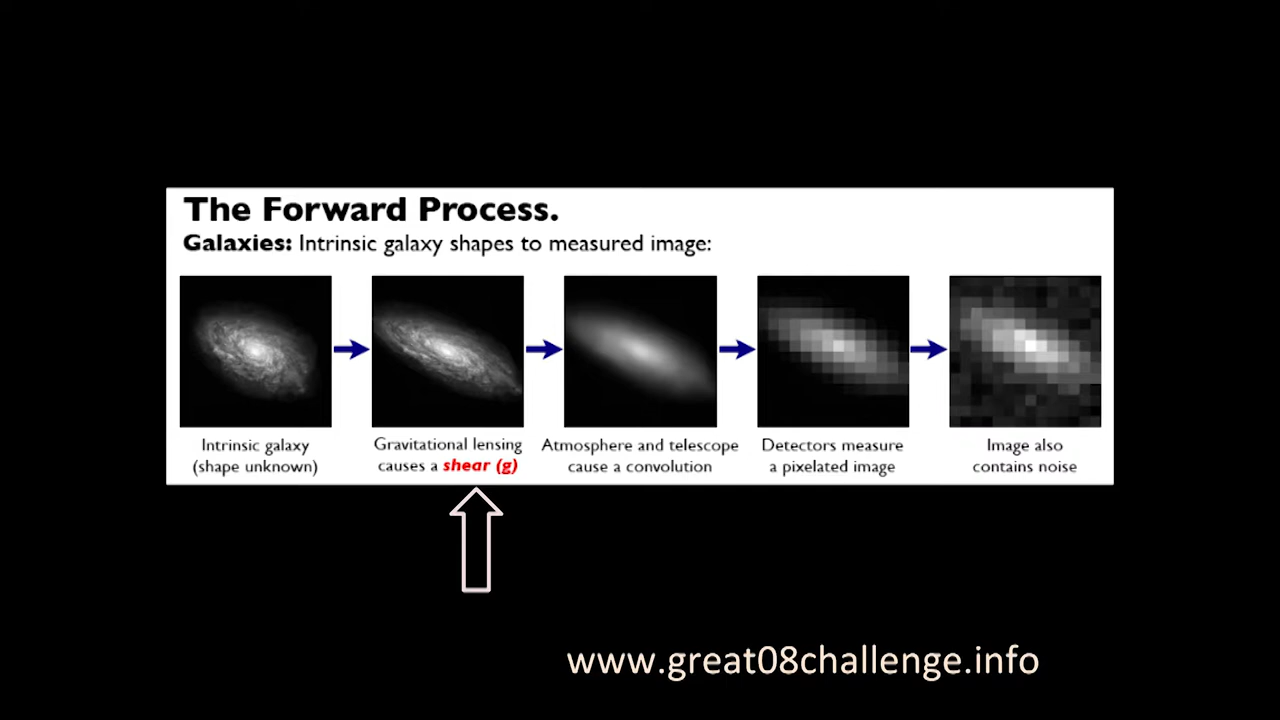 The Forward Process.
Galaxies: Intrinsic galaxy shapes to measured image:
Intrinsic galaxy
(shape unknown)
Gravitational lensing
causes a shear (g)
Atmosphere and telescope
cause a convolution
Detectors measure
a pixelated image
Image also
contains noise
www.great08challenge.info